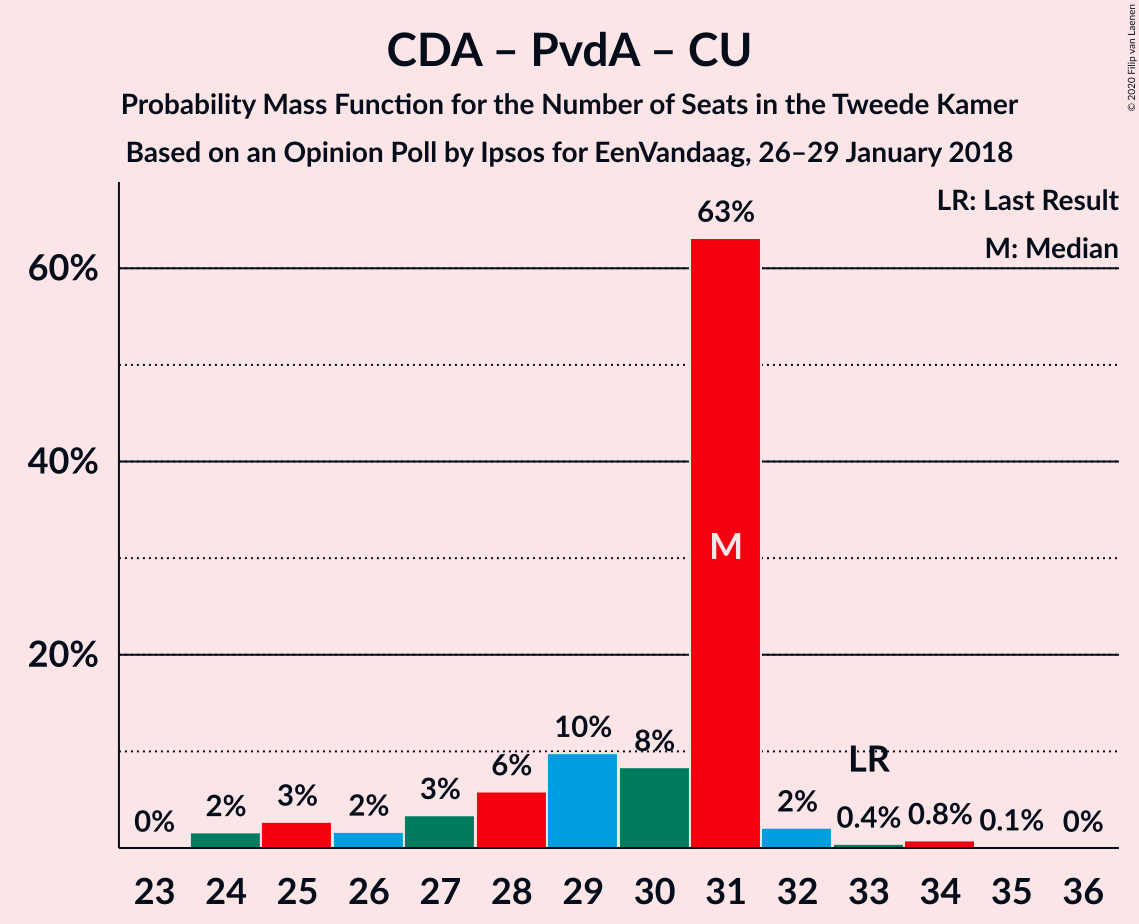 CDA – PvdA – CU
Probability Mass Function for the Number of Seats in the Tweede Kamer
Based on an Opinion Poll by Ipsos for EenVandaag, 26–29 January 2018
© 2020 Filip van Laenen
LR: Last Result
M: Median
60%
40%
20%
0%
2%
3%
2%
3%
6%
10%
8%
63%
M
2%
LR
0.4%
0.8%
0.1%
0%
23 24 25 26 27 28 29 30 31 32 33 34 35 36